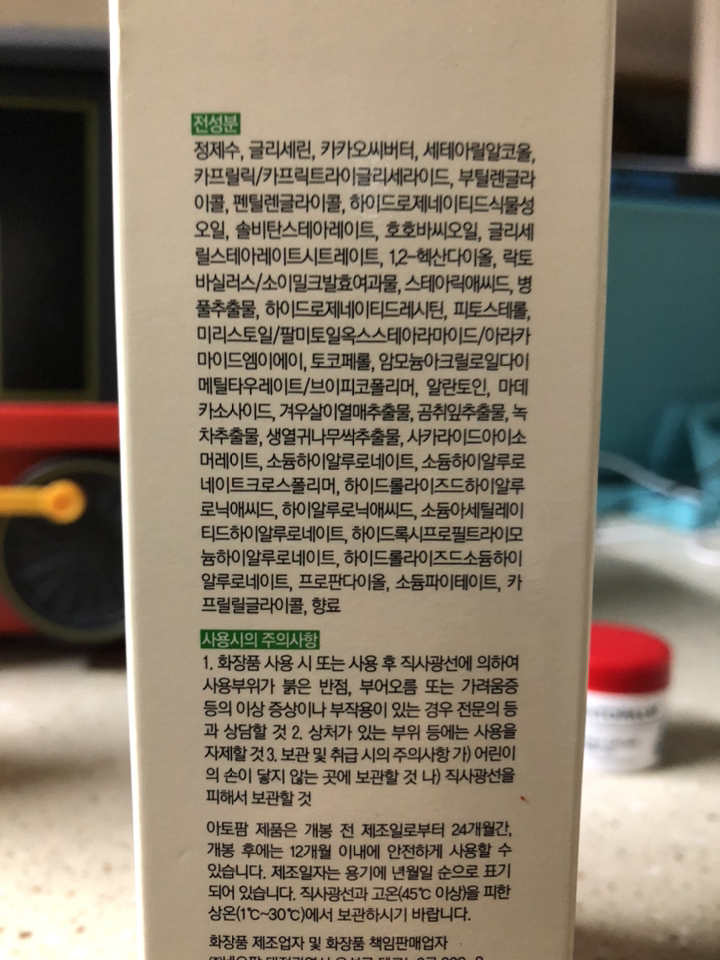 전성분
정제수, 글리세린, 카카오씨버터, 세테아릴알코올,
카프릴릭/카프릭트라이글리세라이드, 부틸렌글라
이콜, 펜틸렌글라이콜, 하이드로제네이티드식물성
오일, 솔비탄스테아레이트, 호호바씨오일, 글리세
릴스테아레이트시트레이트, 1,2-헥산다이올, 락토
바실러스/소이밀크발효여과물, 스테아릭애씨드, 병
풀추출물, 하이드로제네이티드레시틴, 피토스테롤,
미리스토일/팔미토일옥소스테아라마이드/아라카
마이드엠이에이, 토코페롤, 암모늄아크릴로일다이
메틸타우레이트/브이피코폴리머, 알란토인, 마데
카소사이드, 겨우살이열매추출물, 곰취잎추출물, 녹
차추출물, 생열귀나무싹추출물, 사카라이드아이소
머레이트, 소듐하이알루로네이트, 소듐하이알루로
네이트크로스폴리머, 하이드롤라이즈드하이알루
로닉애씨드, 하이알루로닉애씨드, 소듐아세틸레이
티드하이알루로네이트, 하이드록시프로필트라이모
늄하이알루로네이트, 하이드롤라이즈드소듐하이
알루로네이트, 프로판다이올, 소듐파이테이트, 카
프릴릴글라이콜, 향료
사용시의 주의사항
1. 화장품 사용 시 또는 사용 후 직사광선에 의하여
사용부위가 붉은 반점, 부어오름 또는 가려움증
등의 이상 증상이나 부작용이 있는 경우 전문의 등
과 상담할 것 2. 상처가 있는 부위 등에는 사용을
자제할 것 3. 보관 및 취급 시의 주의사항 가) 어린이
의 손이 닿지 않는 곳에 보관할 것 나) 직사광선을
피해서 보관할 것
아토팜 제품은 개봉 전 제조일로부터 24개월간,
개봉 후에는 12개월 이내에 안전하게 사용할 수
있습니다. 제조일자는 용기에 년월일 순으로 표기
되어 있습니다. 직사광선과 고온(45℃ 이상)을 피한
상온(1℃~30℃)에서 보관하시기 바랍니다.
화장품 제조업자 및 화장품 책임판매업자